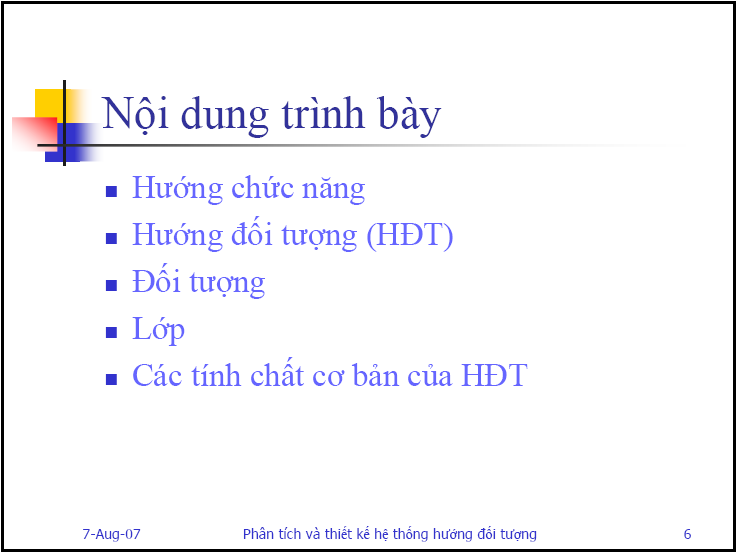 Nội dung trình bày
Hướng chức năng
Hướng đối tượng (HĐT)
Đối tượng
Lớp
Các tính chất cơ bản của HĐT
7-Aug-07 Phân tích và thiết kế hệ thống hướng đối tượng 6